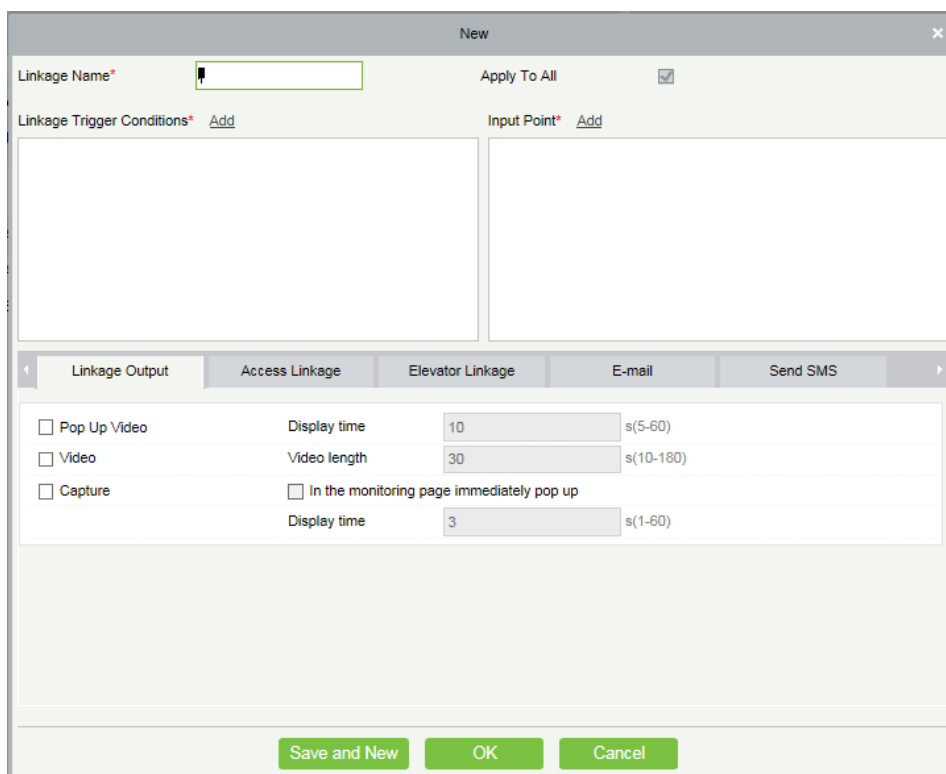 New
Linkage Name* Apply To All
Linkage Trigger Conditions* Add Input Point* Add
Linkage Output Access Linkage Elevator Linkage E-mail Send SMS
Pop Up Video Display time 10 s(5-60)
Video Video length 30 s(10-180)
Capture In the monitoring page immediately pop up
Display time 3 s(1-60)
Save and New OK Cancel